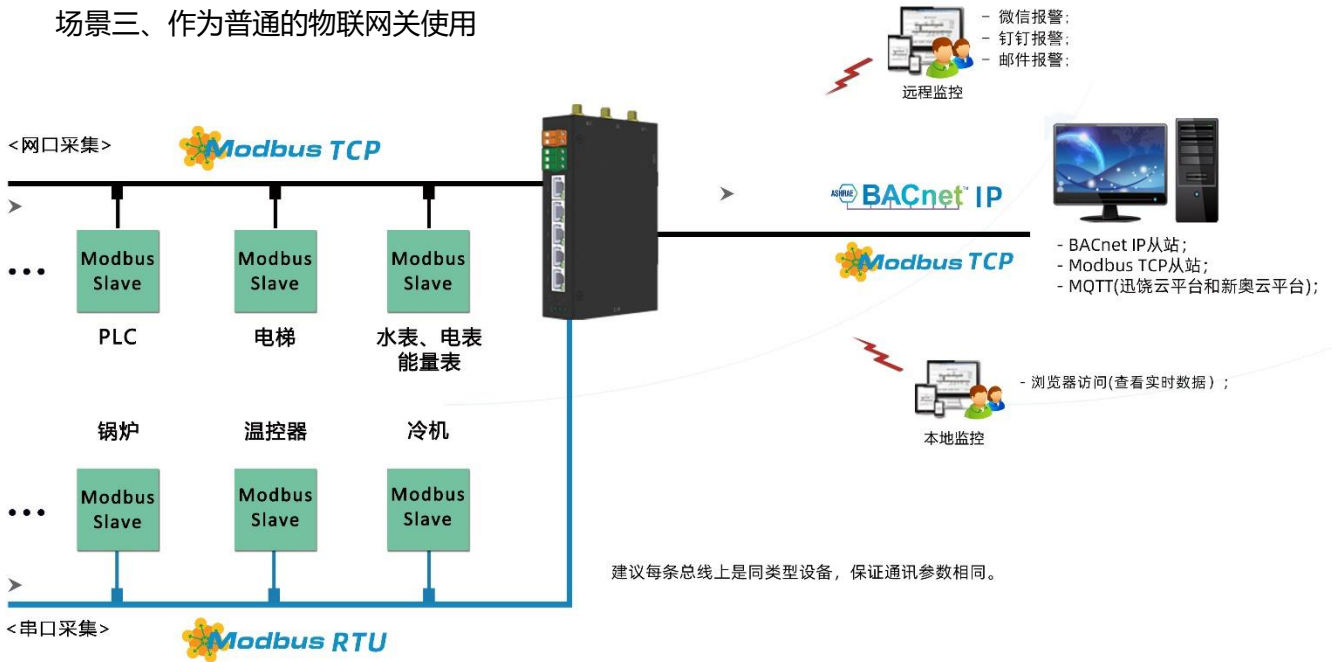 场景三、作为普通的物联网关使用
- 微信报警;
- 钉钉报警;
- 邮件报警;
远程监控
<网口采集>
Modbus TCP
Modbus
Slave
PLC
Modbus
Slave
电梯
Modbus
Slave
水表、电表
能量表
ASHRAE BACnet™ IP
Modbus TCP
- BACnet IP从站;
- Modbus TCP从站;
- MQTT(迅饶云平台和新奥云平台);
- 浏览器访问(查看实时数据）;
本地监控
锅炉
Modbus
Slave
温控器
Modbus
Slave
冷机
Modbus
Slave
建议每条总线上是同类型设备，保证通讯参数相同。
<串口采集>
Modbus RTU